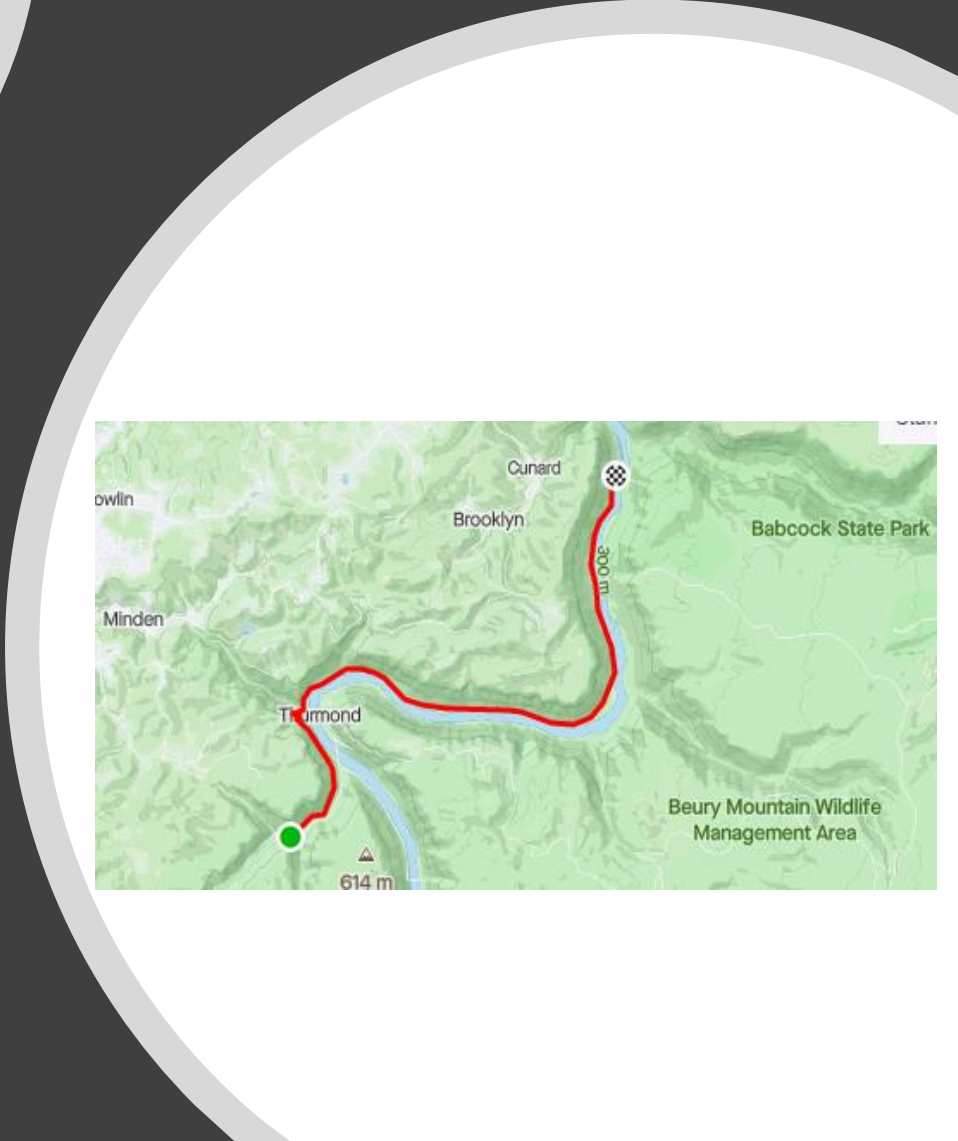 Cunard
owlin
Brooklyn
Babcock State Park
300 m
Minden
Thurmond
Beury Mountain Wildlife
Management Area
614 m